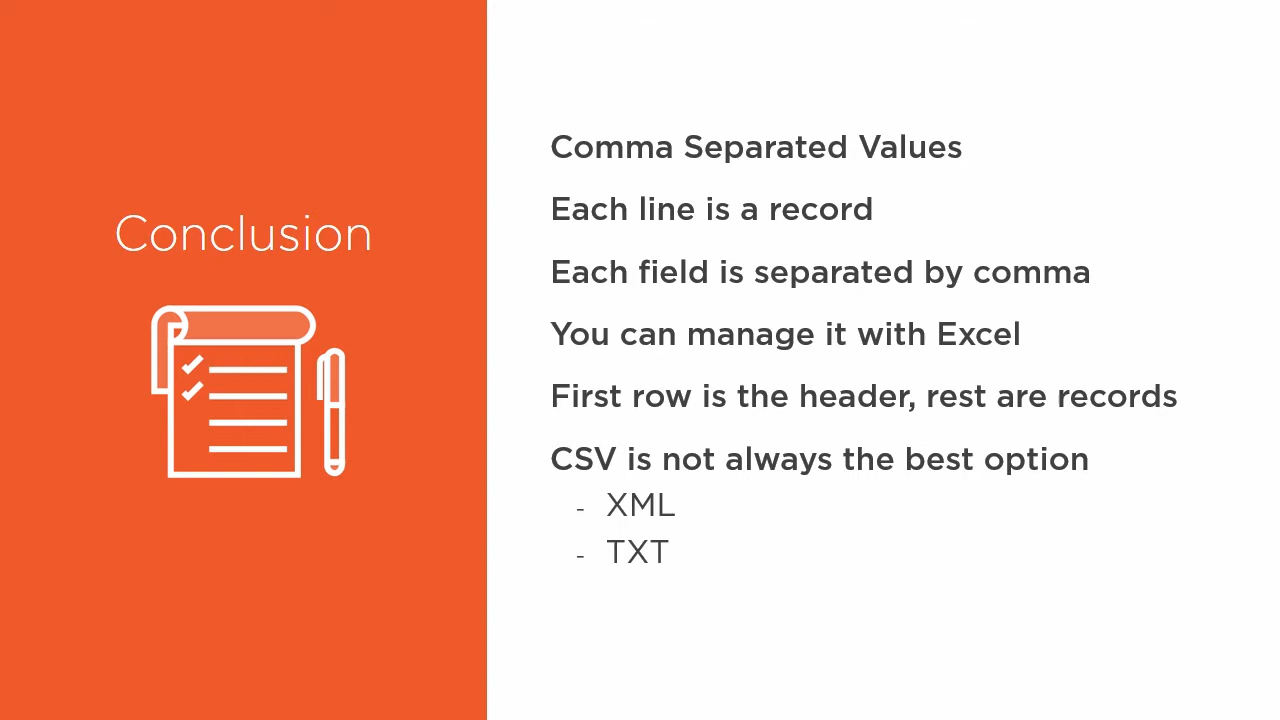 Conclusion
Comma Separated Values
Each line is a record
Each field is separated by comma
You can manage it with Excel
First row is the header, rest are records
CSV is not always the best option
- XML
- TXT